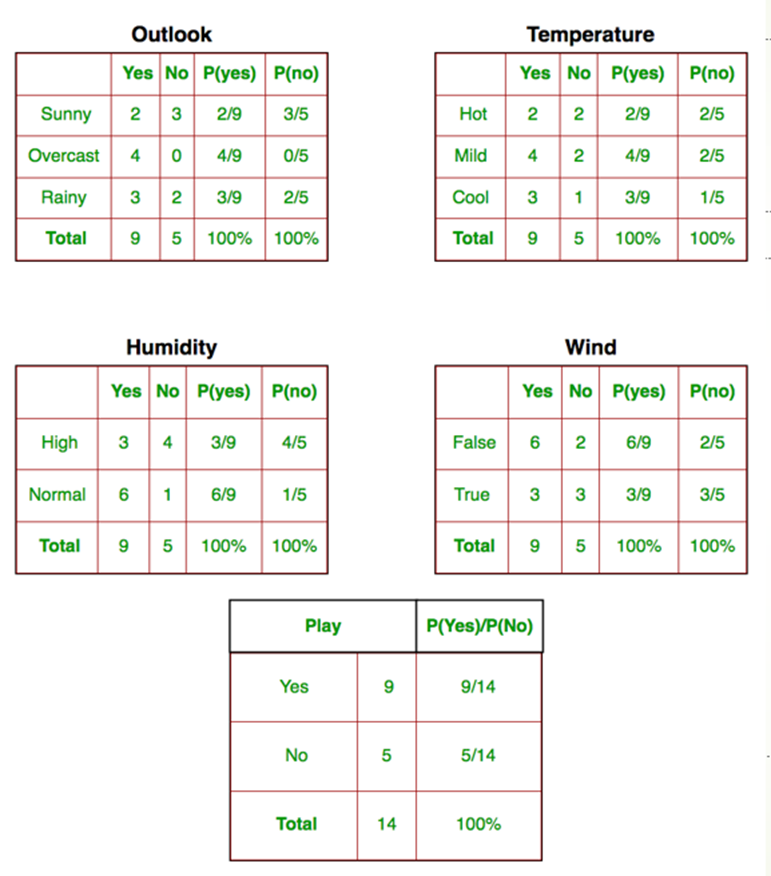 Outlook
Yes No P(yes) P(no)
Sunny 2 3 2/9 3/5
Overcast 4 0 4/9 0/5
Rainy 3 2 3/9 2/5
Total 9 5 100% 100%
Temperature
Yes No P(yes) P(no)
Hot 2 2 2/9 2/5
Mild 4 2 4/9 2/5
Cool 3 1 3/9 1/5
Total 9 5 100% 100%
Humidity
Yes No P(yes) P(no)
High 3 4 3/9 4/5
Normal 6 1 6/9 1/5
Total 9 5 100% 100%
Wind
Yes No P(yes) P(no)
False 6 2 6/9 2/5
True 3 3 3/9 3/5
Total 9 5 100% 100%
Play P(Yes)/P(No)
Yes 9 9/14
No 5 5/14
Total 14 100%